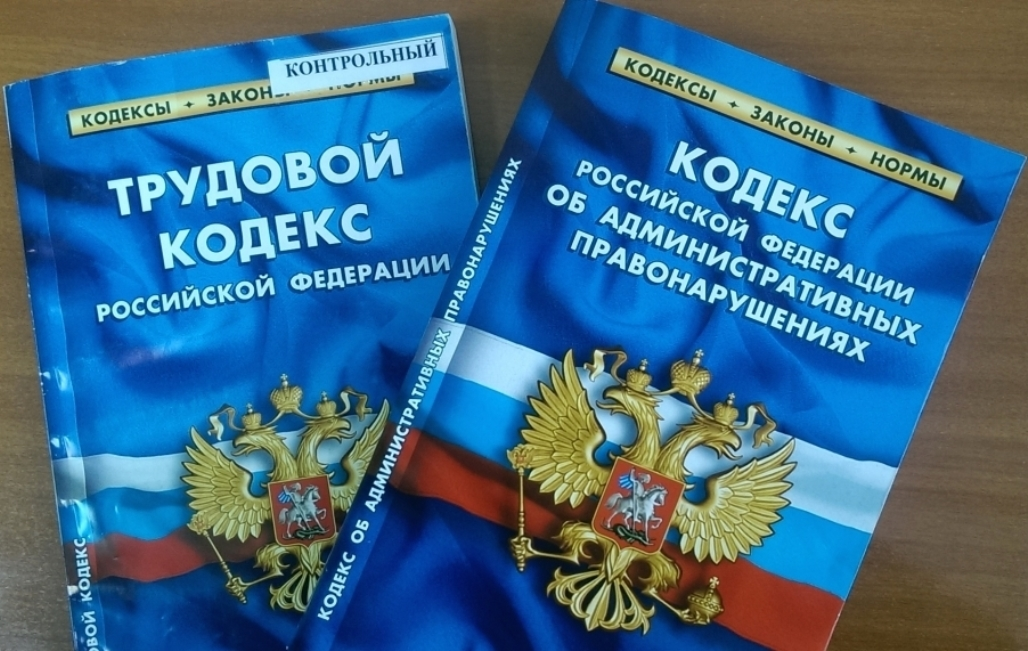 КОНТРОЛЬНЫЙ
КОДЕКСЫ + ЗАКОНЫ + НОРМЫ
ТРУДОВОЙ
КОДЕКС
РОССИЙСКОЙ ФЕДЕРАЦИИ
ОВОЙ КОДЕКС
КОДЕКСЫ + ЗАКОНЫ + НОРМЫ
КОДЕКС
РОССИЙСКОЙ ФЕДЕРАЦИИ
ОБ АДМИНИСТРАТИВНЫХ
ПРАВОНАРУШЕНИЯХ
КОДЕКС ОБ АДМИНИСТРАТИВНЫХ ПРАВОНАРУШЕНИЯХ